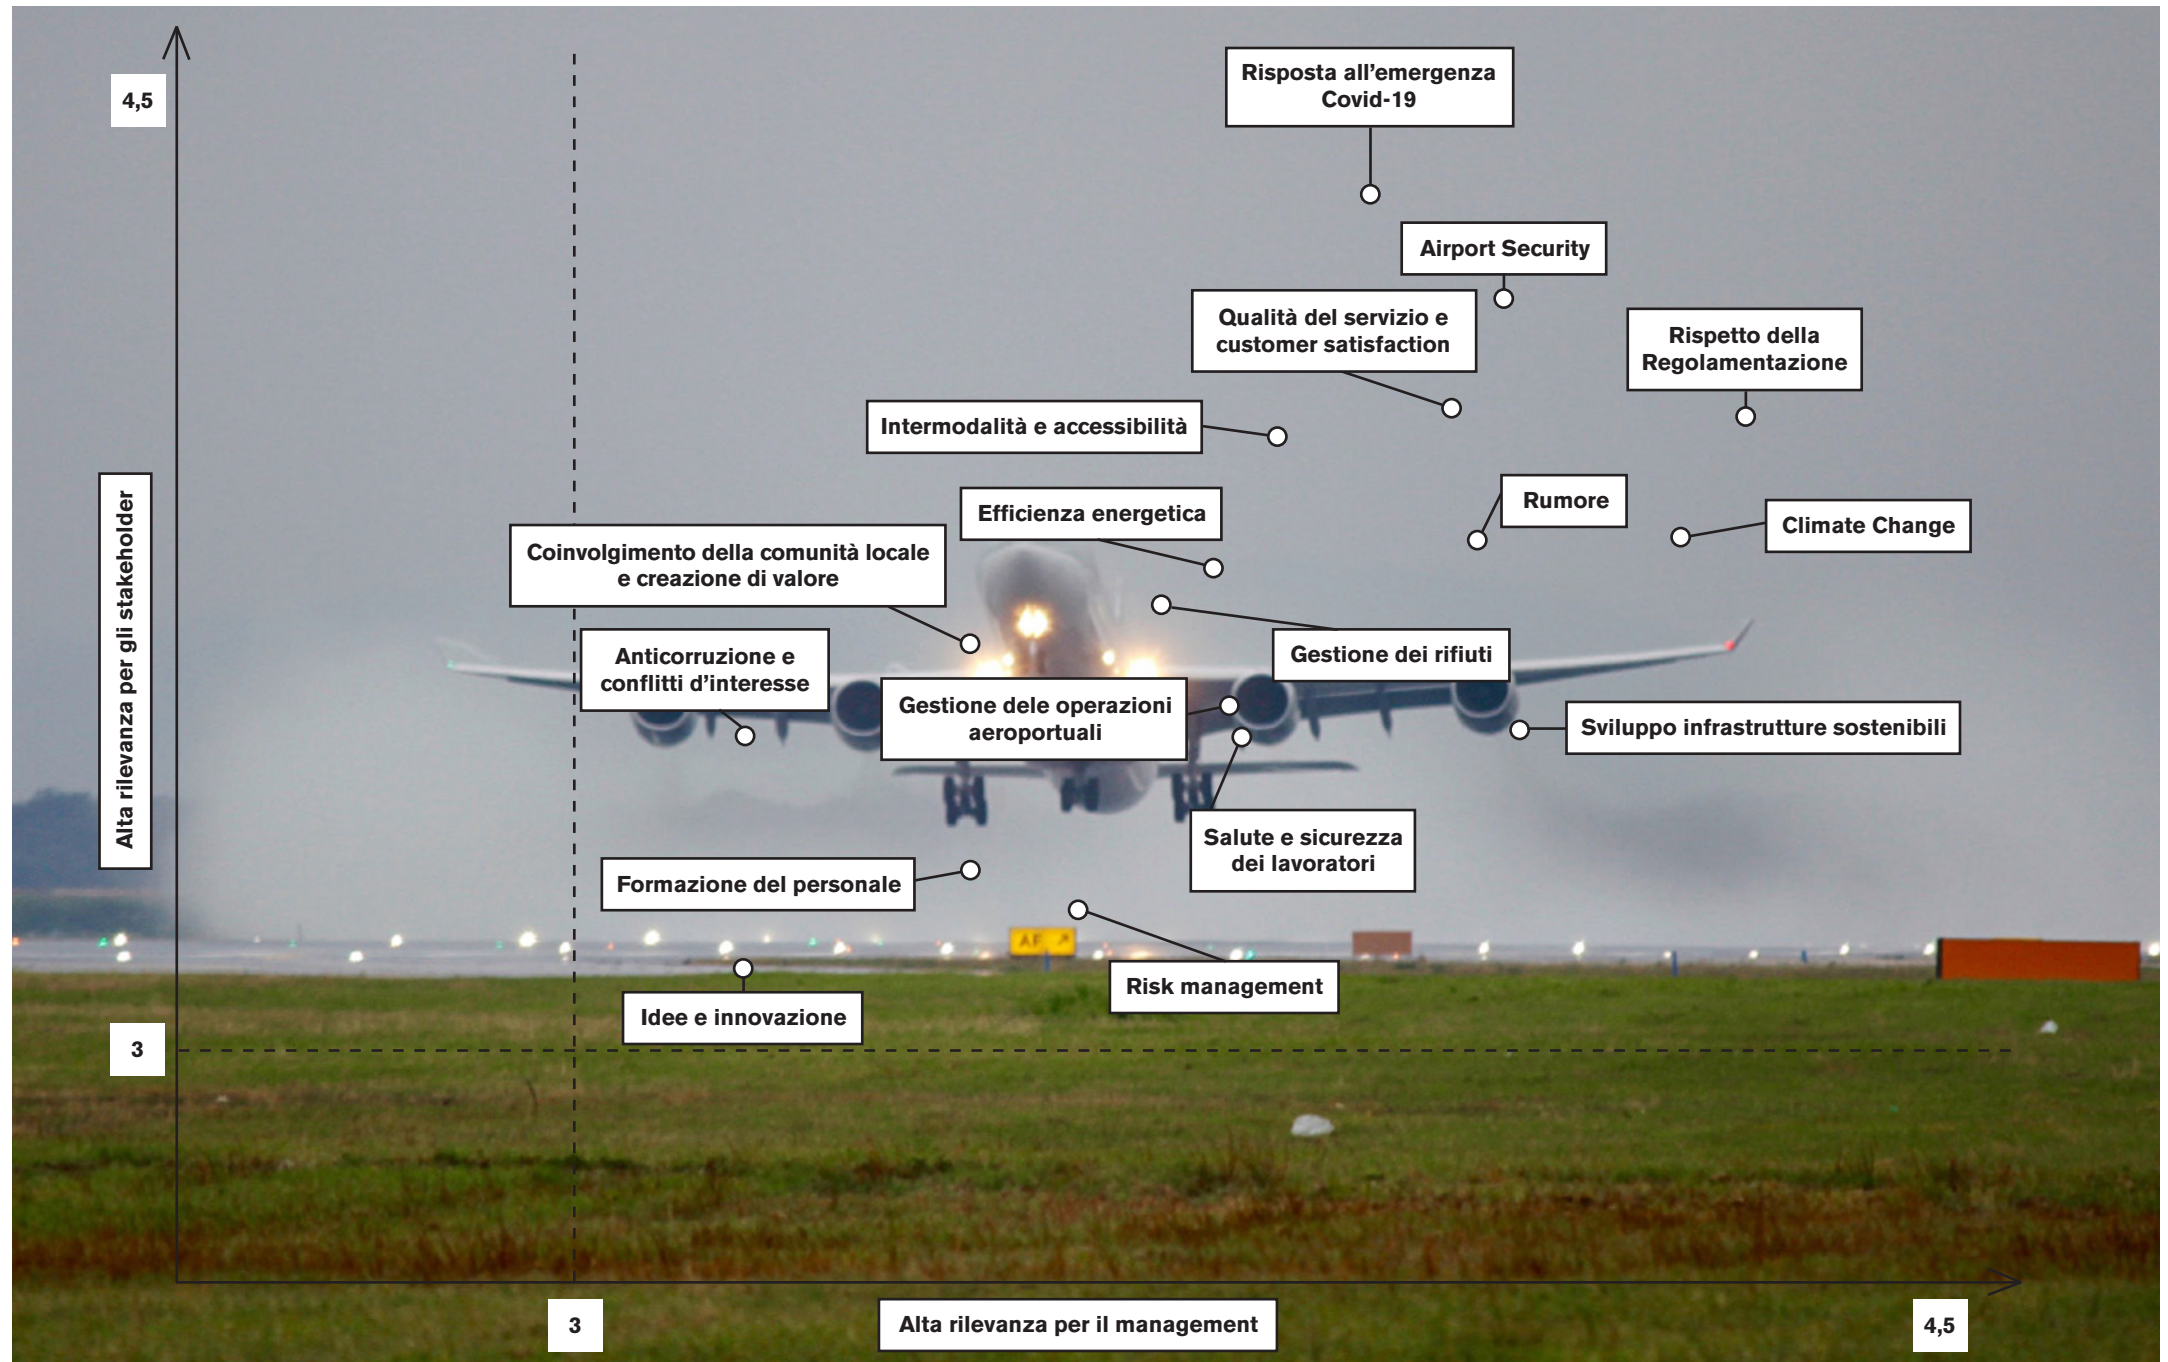 4,5
Risposta all'emergenza
Covid-19
Airport Security
Qualità del servizio e
customer satisfaction
Rispetto della
Regolamentazione
Intermodalità e accessibilità
Efficienza energetica
Rumore
Climate Change
Coinvolgimento della comunità locale
e creazione di valore
Anticorruzione e
conflitti d'interesse
Gestione dei rifiuti
Gestione dele operazioni
aeroportuali
Sviluppo infrastrutture sostenibili
Alta rilevanza per gli stakeholder
Salute e sicurezza
dei lavoratori
Formazione del personale
AF
Risk management
Idee e innovazione
3
3
Alta rilevanza per il management
4,5